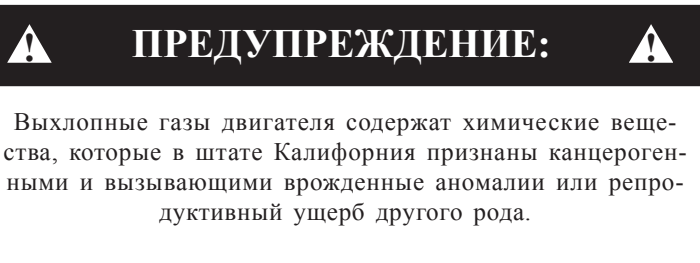 ПРЕДУПРЕЖДЕНИЕ:
Выхлопные газы двигателя содержат химические веще-
ства, которые в штате Калифорния признаны канцероген-
ными и вызывающими врожденные аномалии или репро-
дуктивный ущерб другого рода.